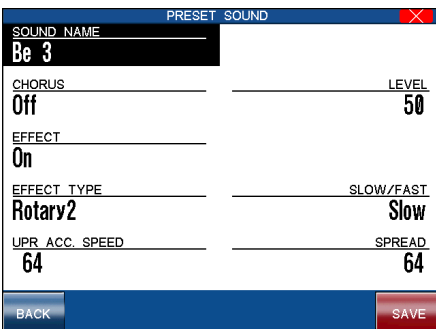 PRESET SOUND
SOUND NAME
Be 3
CHORUS LEVEL
Off 50
EFFECT
On
EFFECT TYPE SLOW/FAST
Rotary2 Slow
UPR ACC. SPEED SPREAD
64 64
BACK SAVE